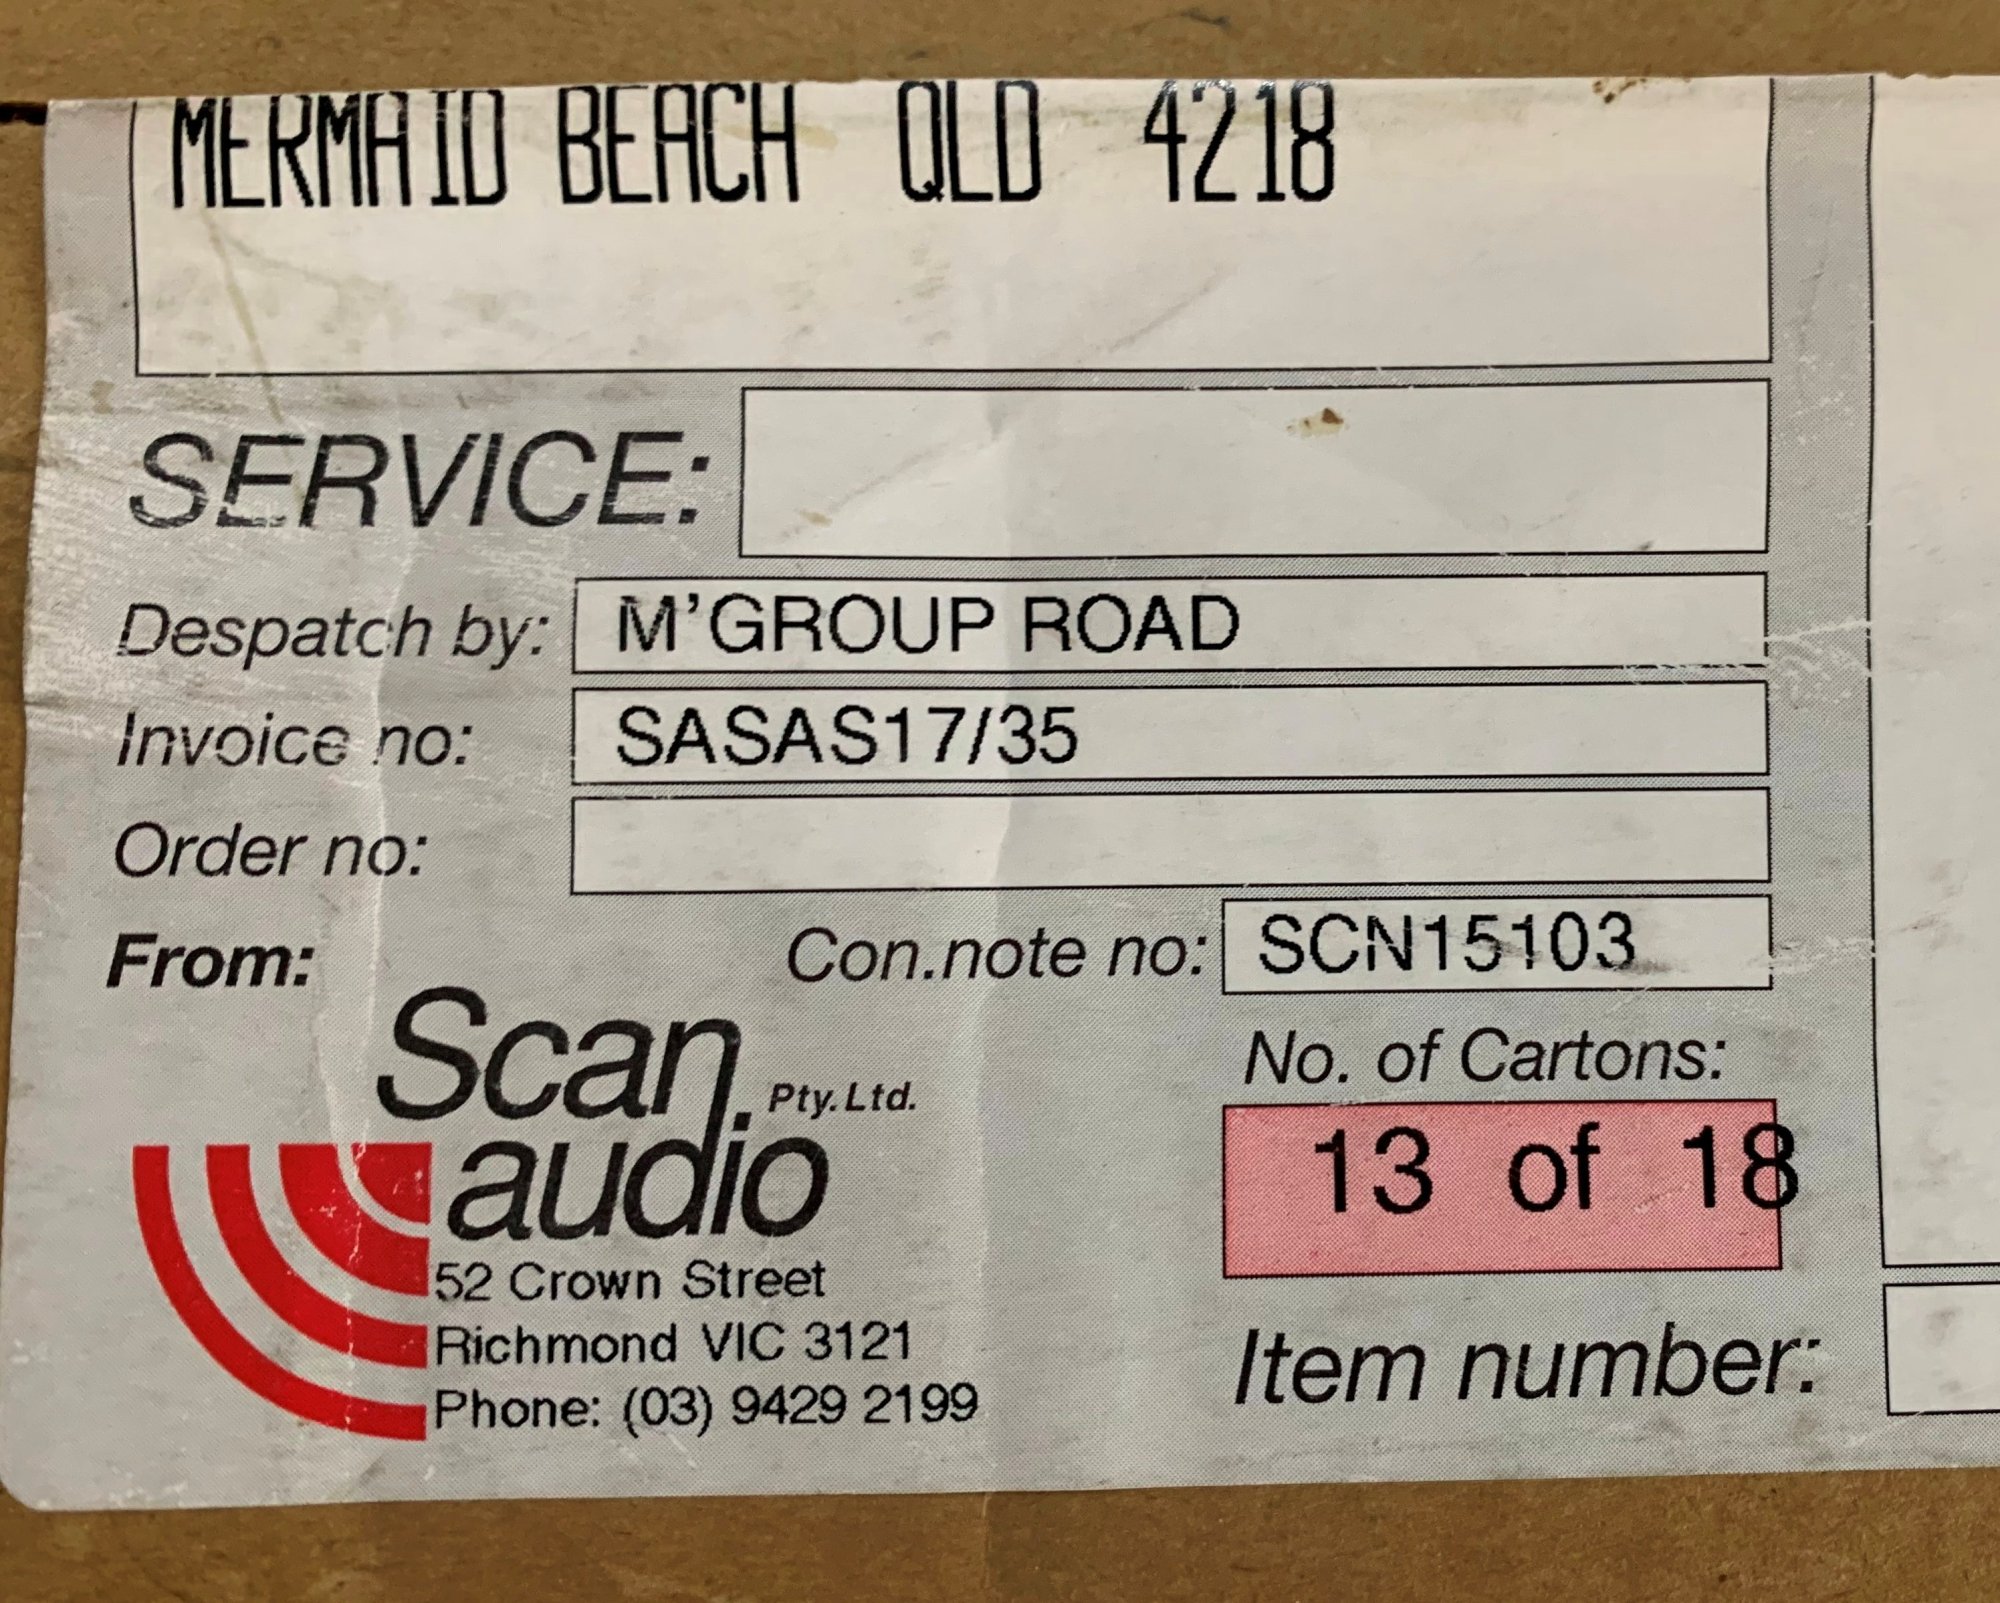 MERMAID BEACH QLD 4218
SERVICE:
Despatch by: M'GROUP ROAD
Invoice no: SASAS17/35
Order no:
From:
Con.note no: SCN15103
Scan Pty.Ltd.
audio
52 Crown Street
Richmond VIC 3121
Phone: (03) 9429 2199
No. of Cartons:
13 of 18
Item number: